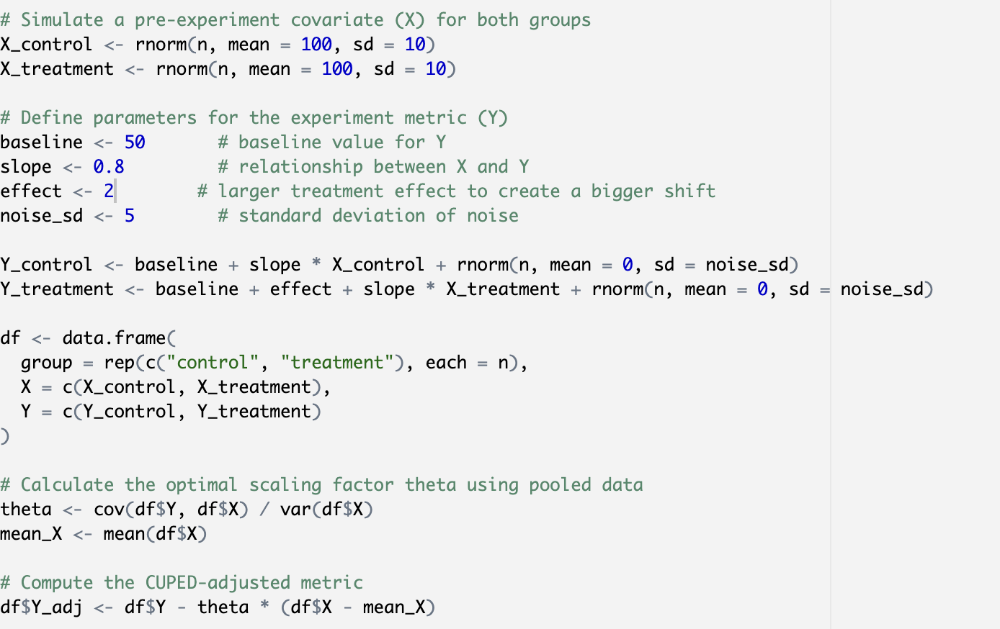 # Simulate a pre-experiment covariate (X) for both groups
X_control <- rnorm(n, mean = 100, sd = 10)
X_treatment <- rnorm(n, mean = 100, sd = 10)
# Define parameters for the experiment metric (Y)
baseline <- 50       # baseline value for Y
slope <- 0.8         # relationship between X and Y
effect <- 2        # larger treatment effect to create a bigger shift
noise_sd <- 5        # standard deviation of noise
Y_control <- baseline + slope * X_control + rnorm(n, mean = 0, sd = noise_sd)
Y_treatment <- baseline + effect + slope * X_treatment + rnorm(n, mean = 0, sd = noise_sd)
df <- data.frame(
  group = rep(c("control", "treatment"), each = n),
  X = c(X_control, X_treatment),
  Y = c(Y_control, Y_treatment)
)
# Calculate the optimal scaling factor theta using pooled data
theta <- cov(df$Y, df$X) / var(df$X)
mean_X <- mean(df$X)
# Compute the CUPED-adjusted metric
df$Y_adj <- df$Y - theta * (df$X - mean_X)